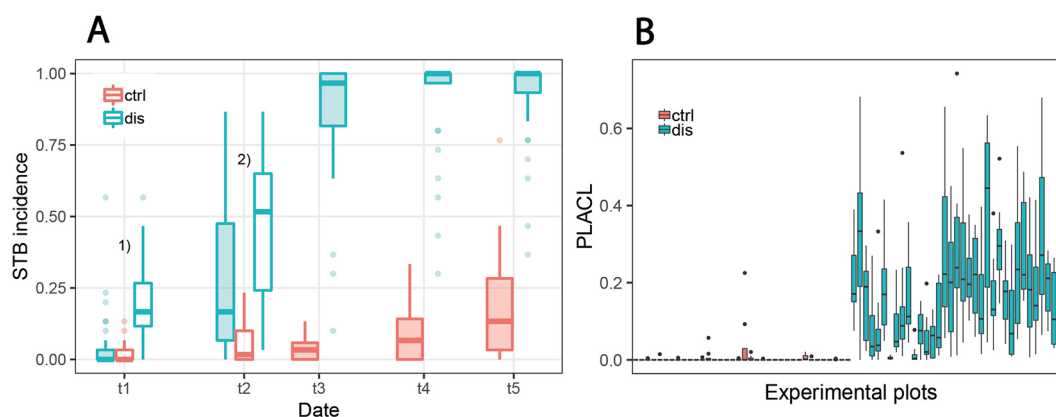 A
STB incidence
1.00
0.75
0.50
0.25
0.00
ctrl
dis
1)
2)
t1
t2
t3
t4
t5
Date
B
PLACL
0.6
0.4
0.2
0.0
ctrl
dis
Experimental plots